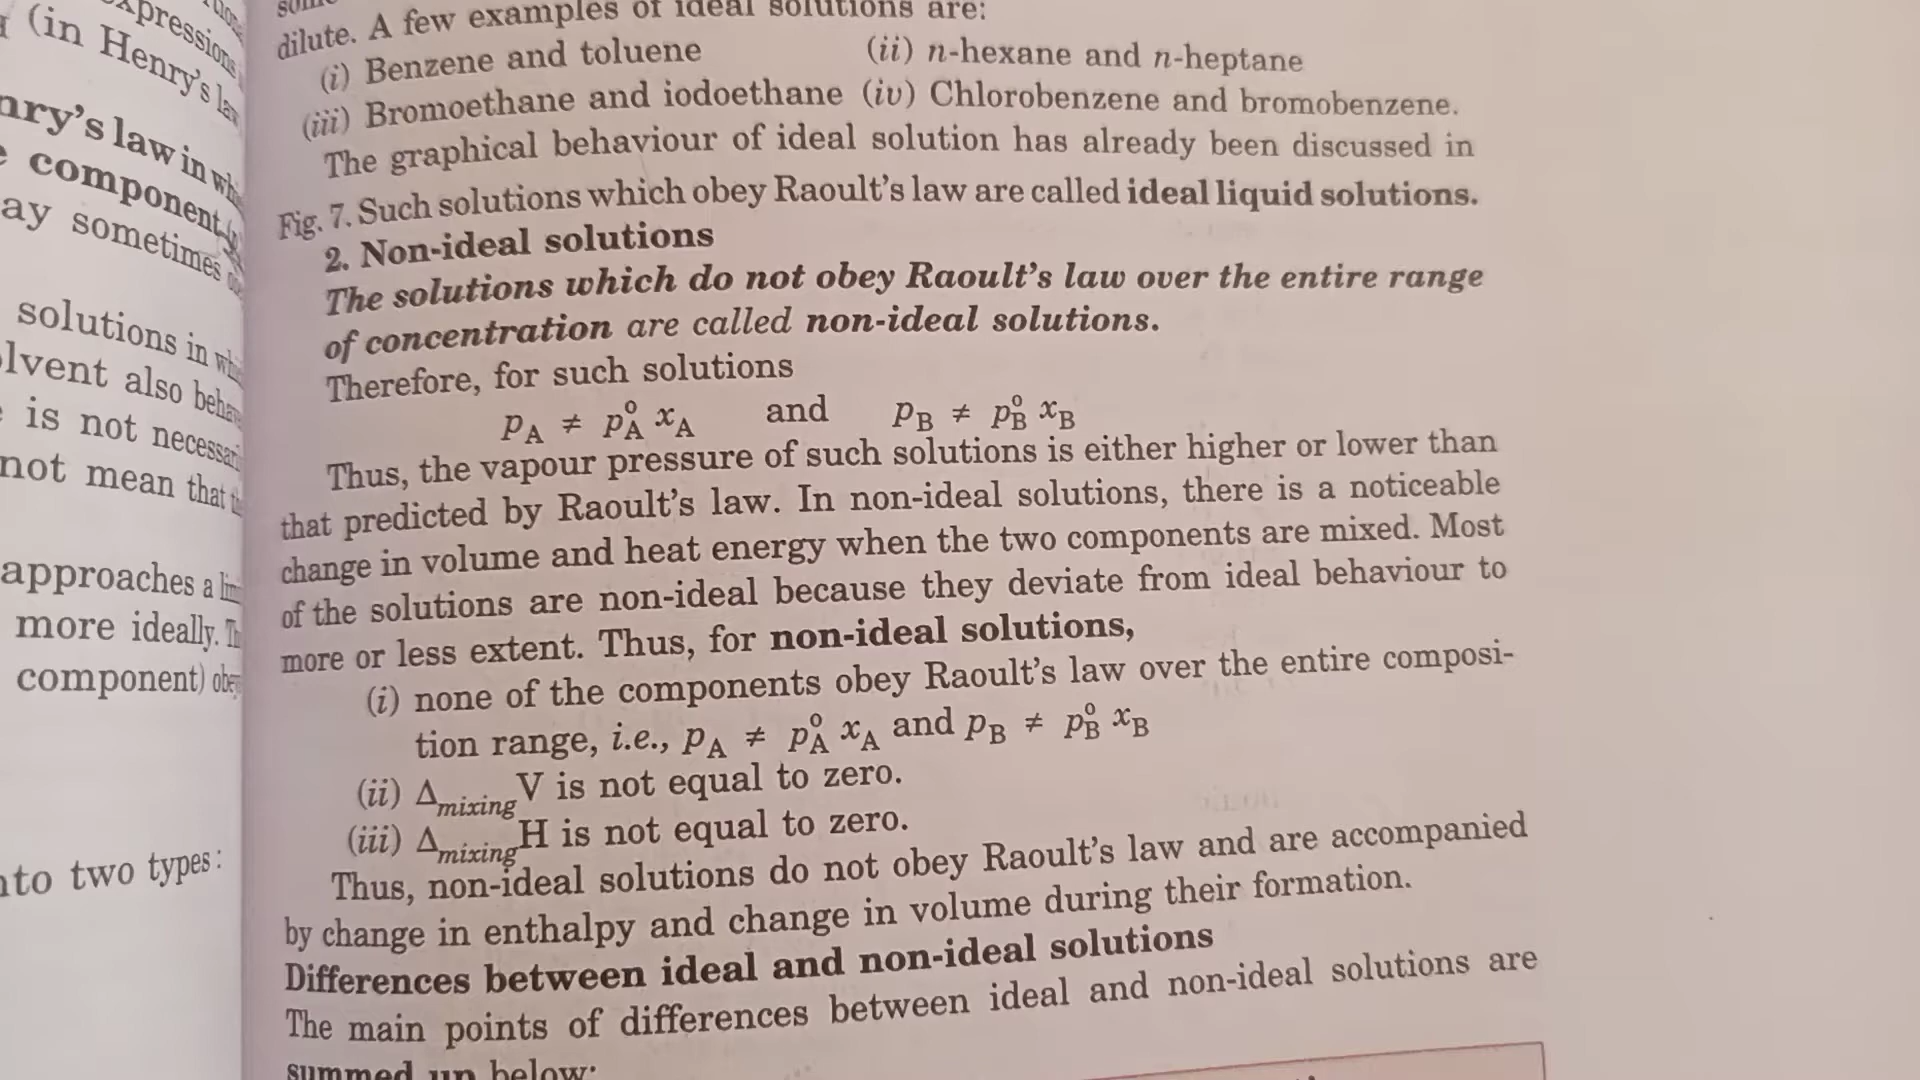 pressions
(in Henry's law
nry's law in
component
ay sometimes
solutions in
lvent also
is not
not mean that
approaches a
more ideally.
component)
nto two types:
dilute. A few examples of ideal solutions are:
(i) Benzene and toluene (ii) n-hexane and n-heptane
(iii) Bromoethane and iodoethane (iv) Chlorobenzene and bromobenzene.
The graphical behaviour of ideal solution has already been discussed in
Fig. 7. Such solutions which obey Raoult's law are called ideal liquid solutions.
2. Non-ideal solutions
The solutions which do not obey Raoult's law over the entire range
of concentration are called non-ideal solutions.
Therefore, for such solutions
p_A ≠ p°_A x_A and p_B ≠ p°_B x_B
Thus, the vapour pressure of such solutions is either higher or lower than
that predicted by Raoult's law. In non-ideal solutions, there is a noticeable
change in volume and heat energy when the two components are mixed. Most
of the solutions are non-ideal because they deviate from ideal behaviour to
more or less extent. Thus, for non-ideal solutions,
(i) none of the components obey Raoult's law over the entire composi-
tion range, i.e., p_A ≠ p°_A x_A and p_B ≠ p°_B x_B
(ii) Δ_mixing V is not equal to zero.
(iii) Δ_mixing H is not equal to zero.
Thus, non-ideal solutions do not obey Raoult's law and are accompanied
by change in enthalpy and change in volume during their formation.
Differences between ideal and non-ideal solutions
The main points of differences between ideal and non-ideal solutions are
summed up below: